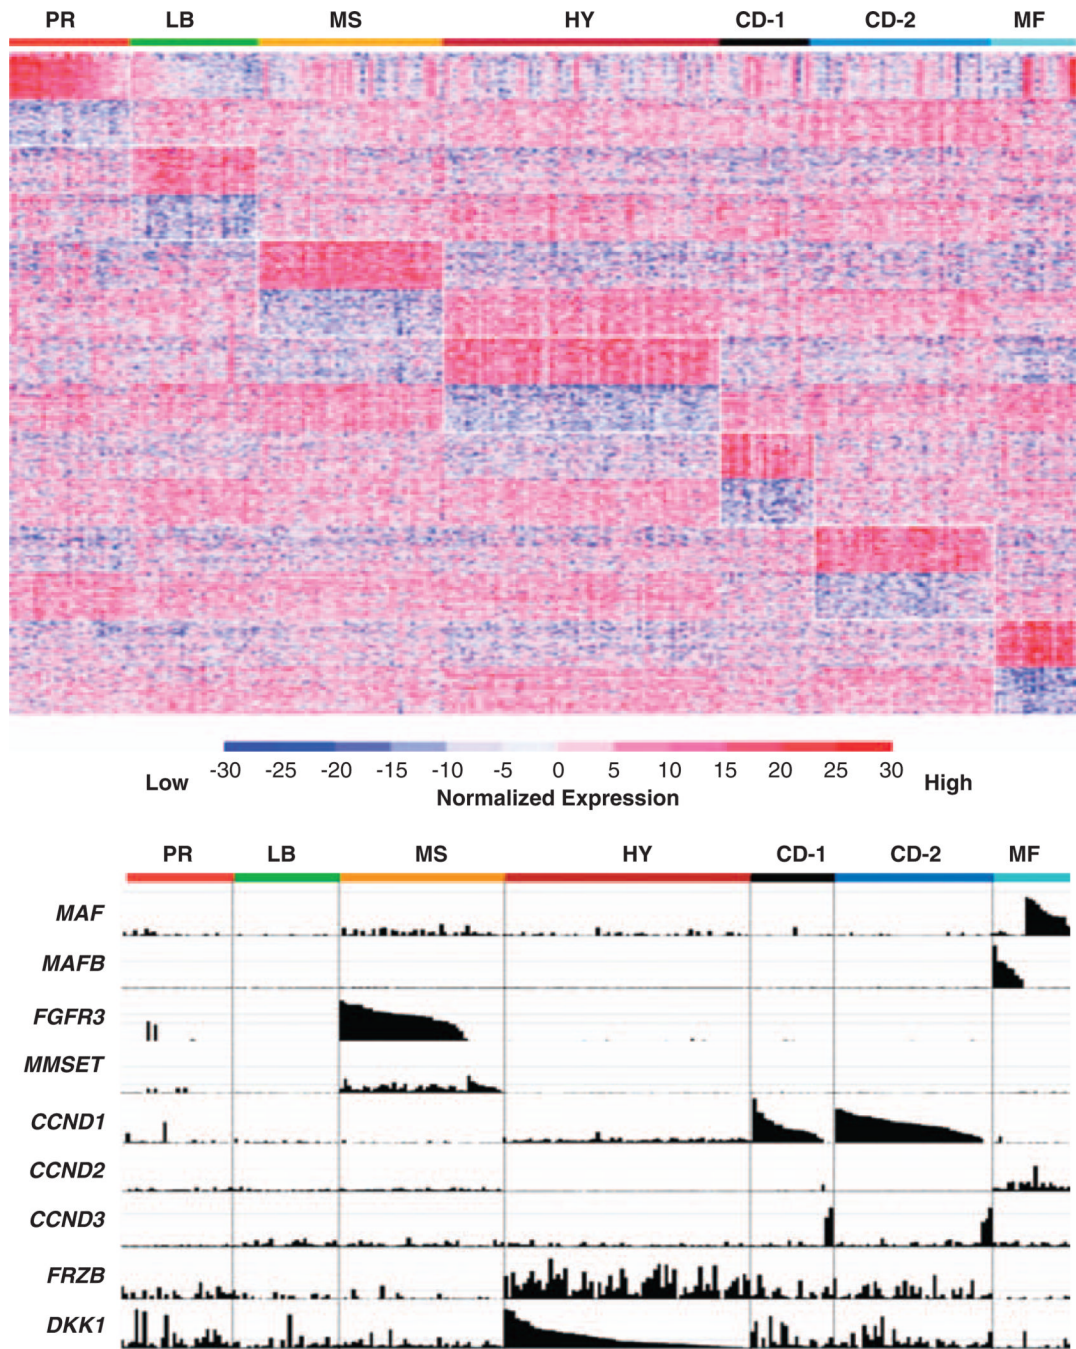 PR LB MS HY CD-1 CD-2 MF
Low -30 -25 -20 -15 -10 -5 0 5 10 15 20 25 30 High
Normalized Expression
PR LB MS HY CD-1 CD-2 MF
MAF
MAFB
FGFR3
MMSET
CCND1
CCND2
CCND3
FRZB
DKK1